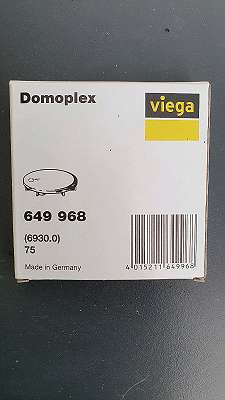 Domoplex
viega
649 968
(6930.0)
75
Made in Germany
4 015211 649968